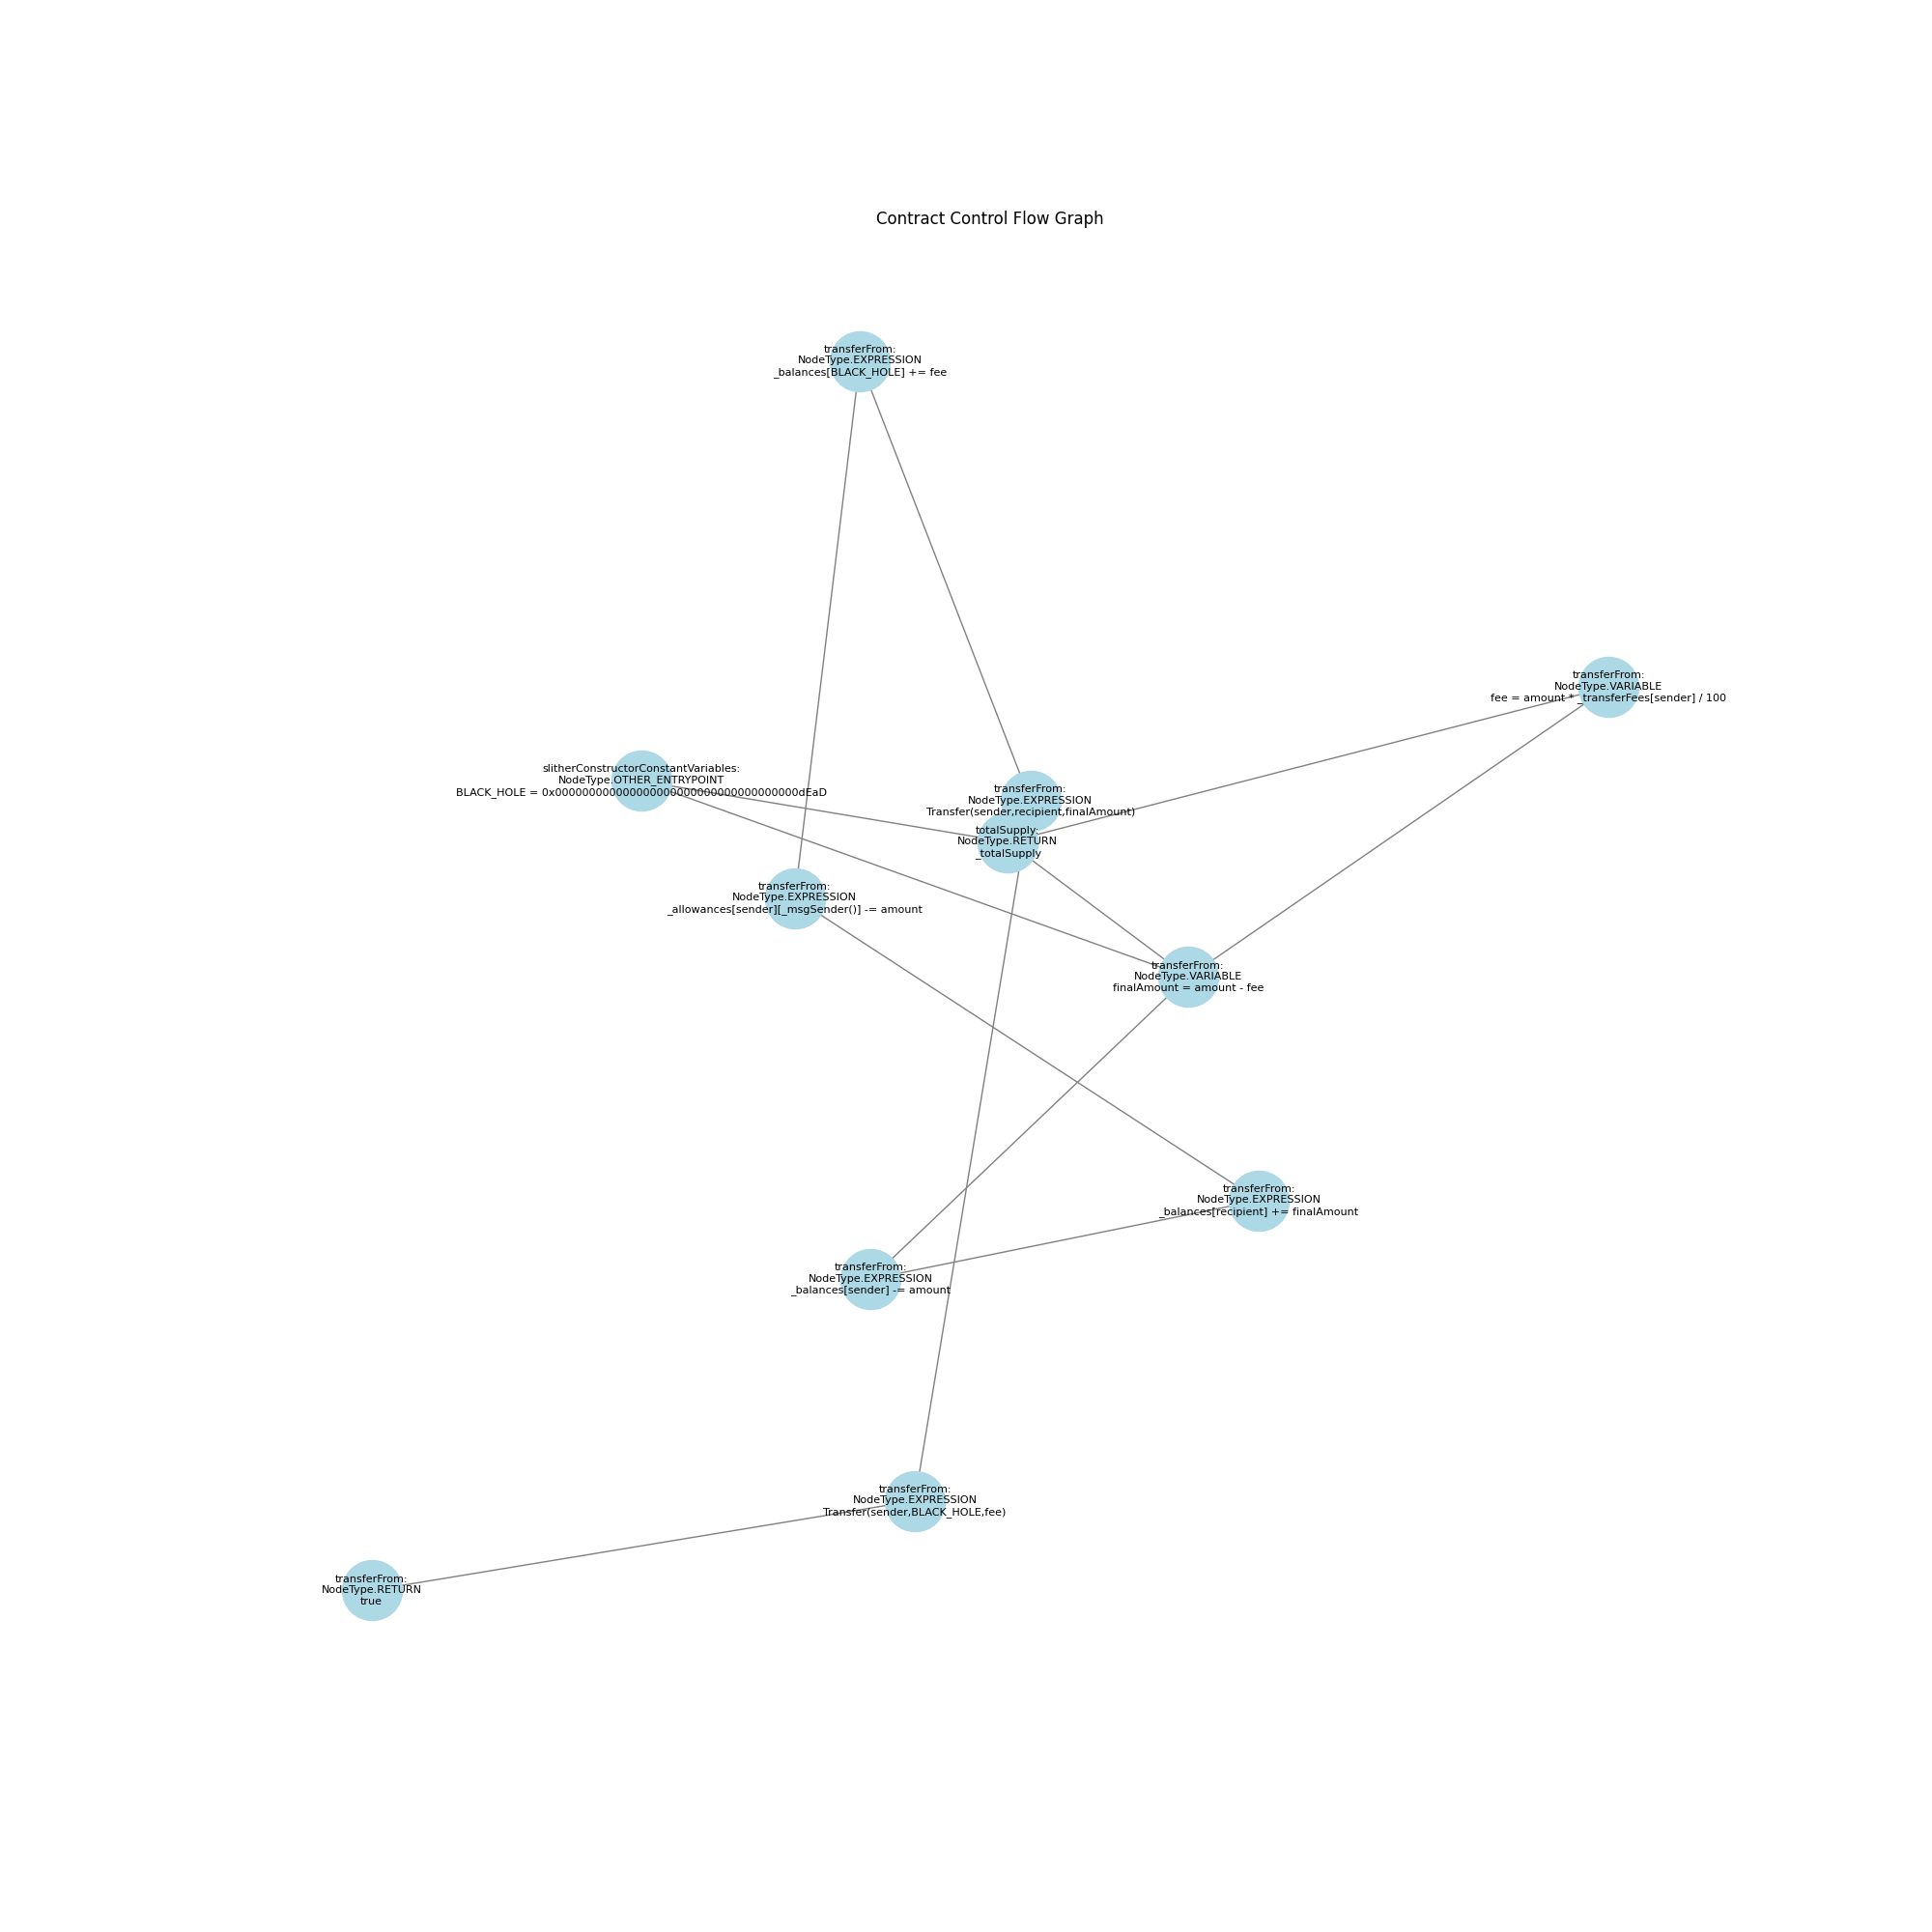 Contract Control Flow Graph
transferFrom:
NodeType.EXPRESSION
_balances[BLACK_HOLE] += fee
transferFrom:
NodeType.VARIABLE
fee = amount * _transferFees[sender] / 100
slitherConstructorConstantVariables:
NodeType.OTHER_ENTRYPOINT
BLACK_HOLE = 0x000000000000000000000000000000000000dEaD
transferFrom:
NodeType.EXPRESSION
Transfer(sender,recipient,finalAmount)
totalSupply:
NodeType.RETURN
_totalSupply
transferFrom:
NodeType.EXPRESSION
_allowances[sender][_msgSender()] -= amount
transferFrom:
NodeType.VARIABLE
finalAmount = amount - fee
transferFrom:
NodeType.EXPRESSION
_balances[recipient] += finalAmount
transferFrom:
NodeType.EXPRESSION
_balances[sender] -= amount
transferFrom:
NodeType.EXPRESSION
Transfer(sender,BLACK_HOLE,fee)
transferFrom:
NodeType.RETURN
true